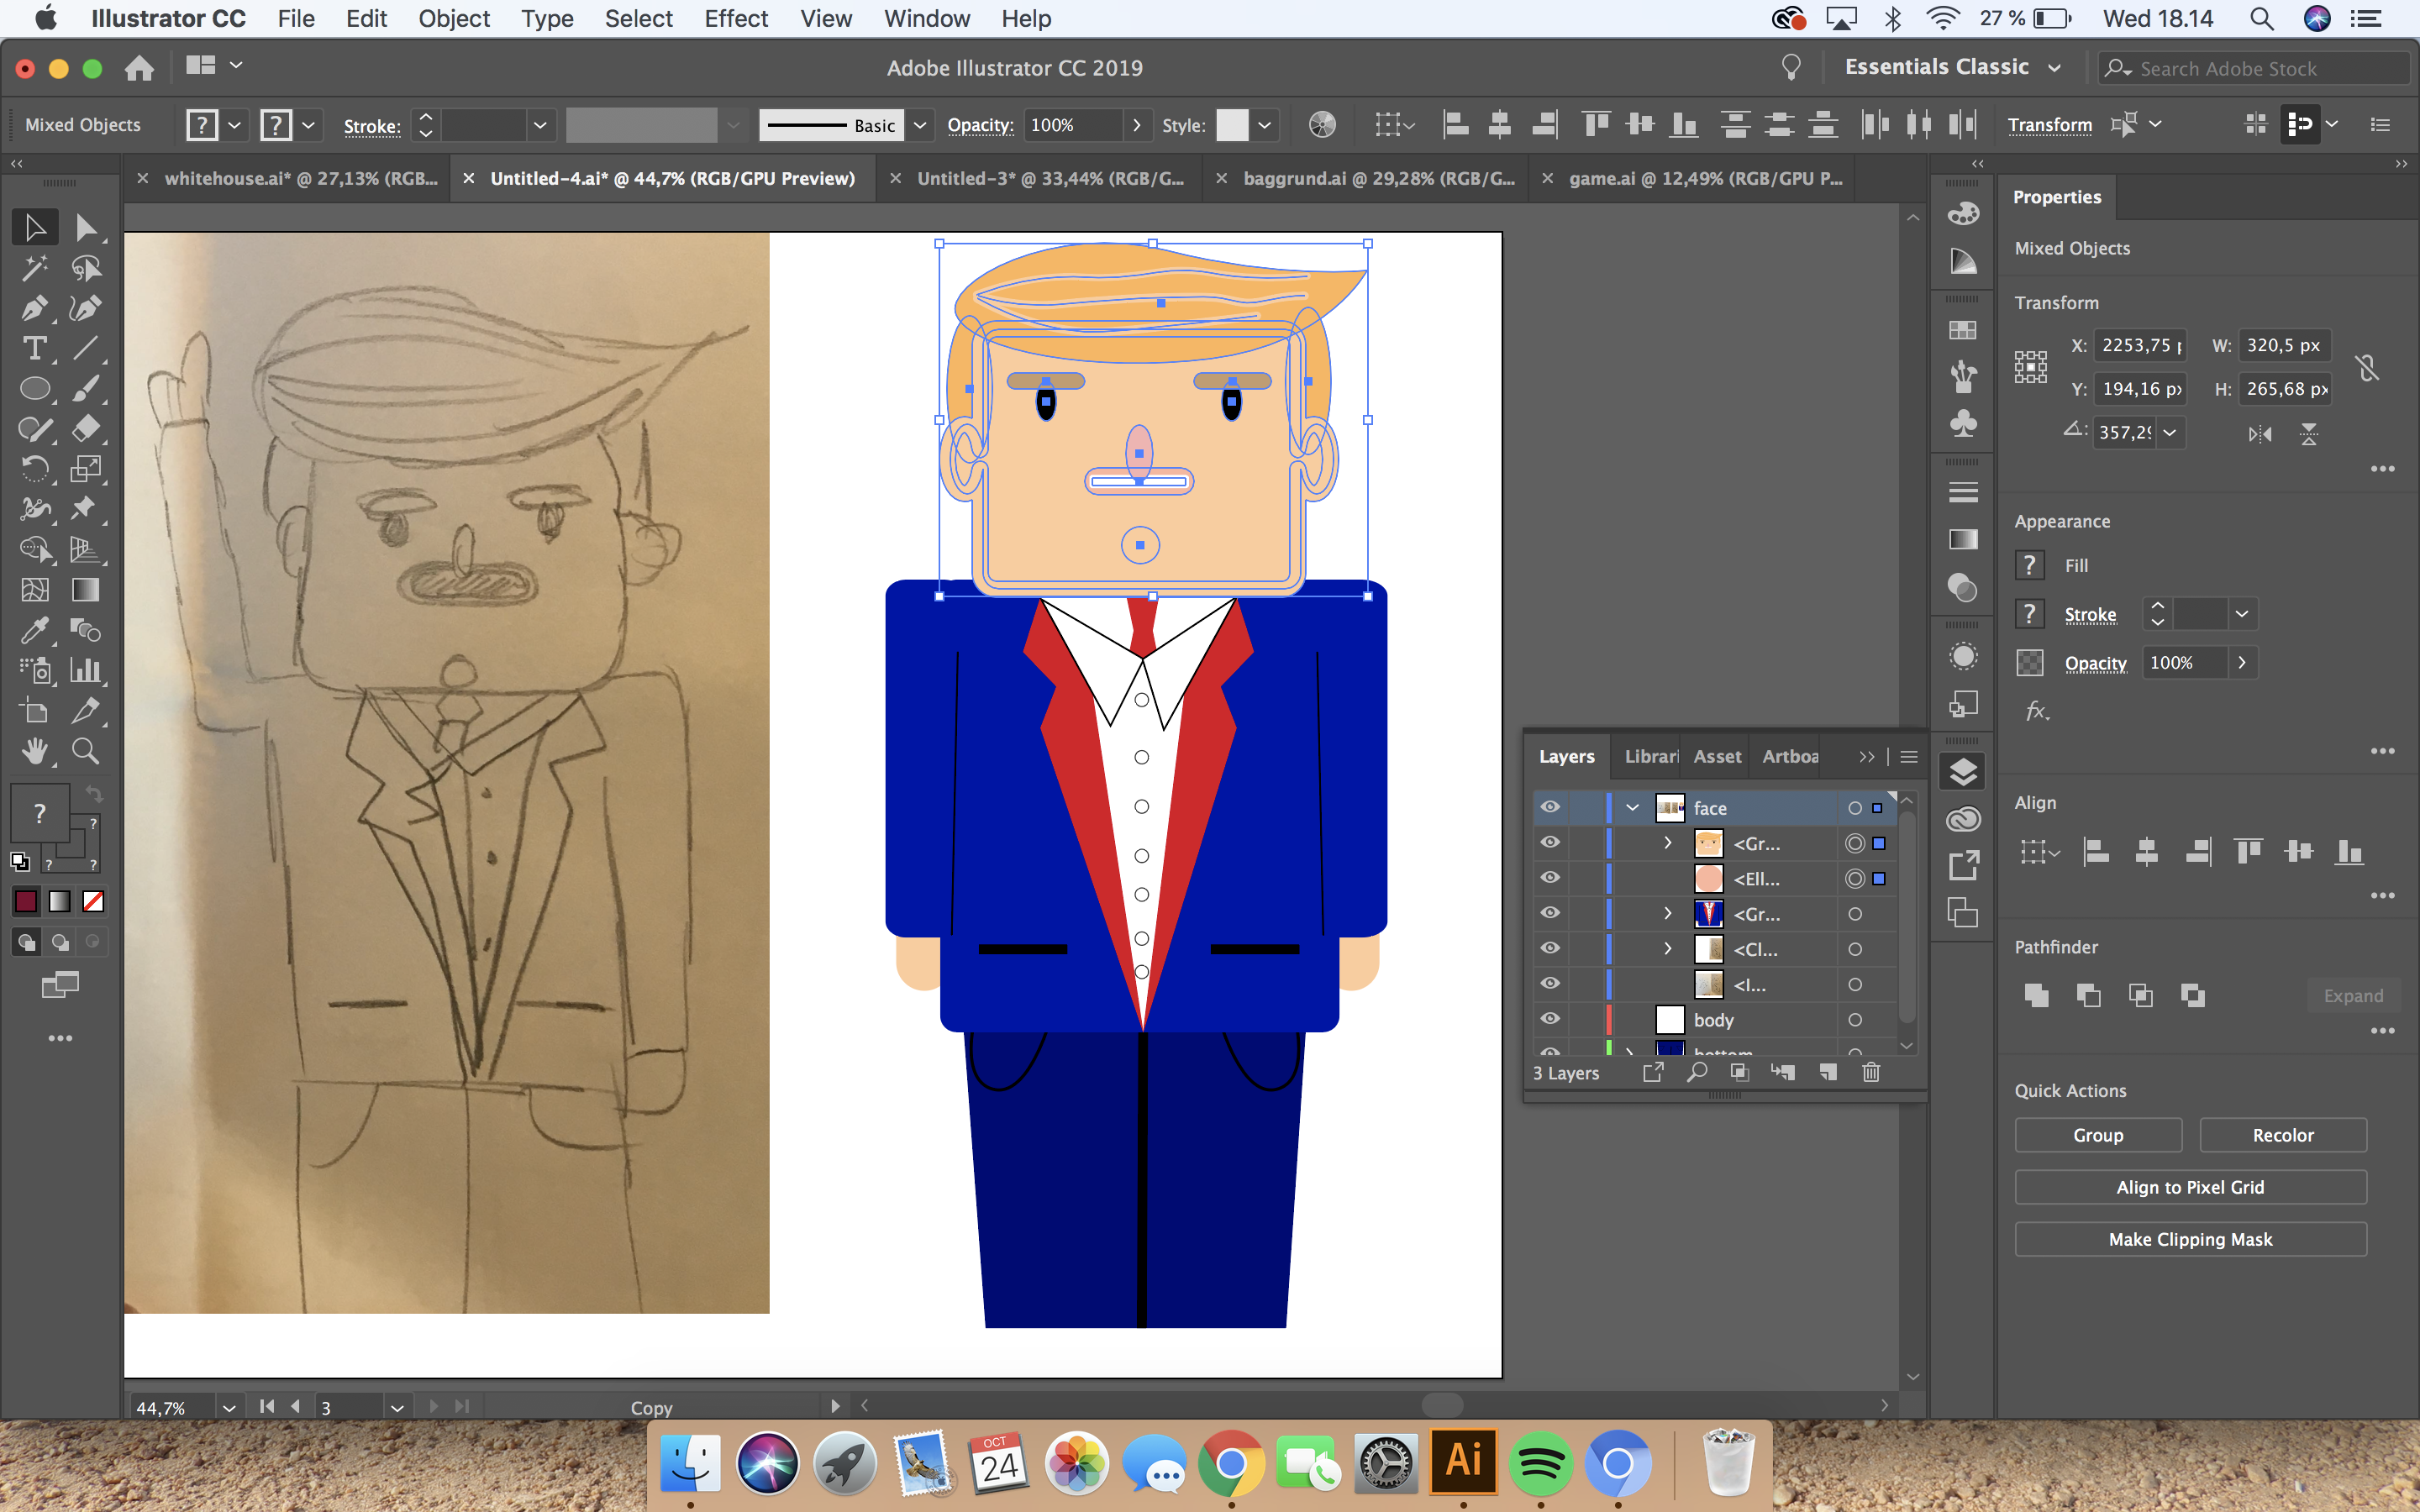 Illustrator CC File Edit Object Type Select Effect View Window Help 27 % Wed 18.14
Adobe Illustrator CC 2019 Essentials Classic Search Adobe Stock
Mixed Objects ? ? Stroke: Basic Opacity: 100% Style: Transform
whitehouse.ai* @ 27,13% (RGB... Untitled-4.ai* @ 44,7% (RGB/GPU Preview) Untitled-3* @ 33,44% (RGB/G... baggrund.ai @ 29,28% (RGB/G... game.ai @ 12,49% (RGB/GPU P...
Properties
Mixed Objects
Transform
X: 2253,75 W: 320,5 px
Y: 194,16 px H: 265,68 px
357,29
Appearance
? Fill
? Stroke
Opacity 100%
fx
Align
Pathfinder
Expand
Quick Actions
Group Recolor
Align to Pixel Grid
Make Clipping Mask
Layers Librari Asset Artboa
face
<Gr...
<Ell...
<Gr...
<Cl...
<I...
body
bottom
3 Layers
T
?
?
? ?
44,7% 3 Copy
OCT
24
Ai